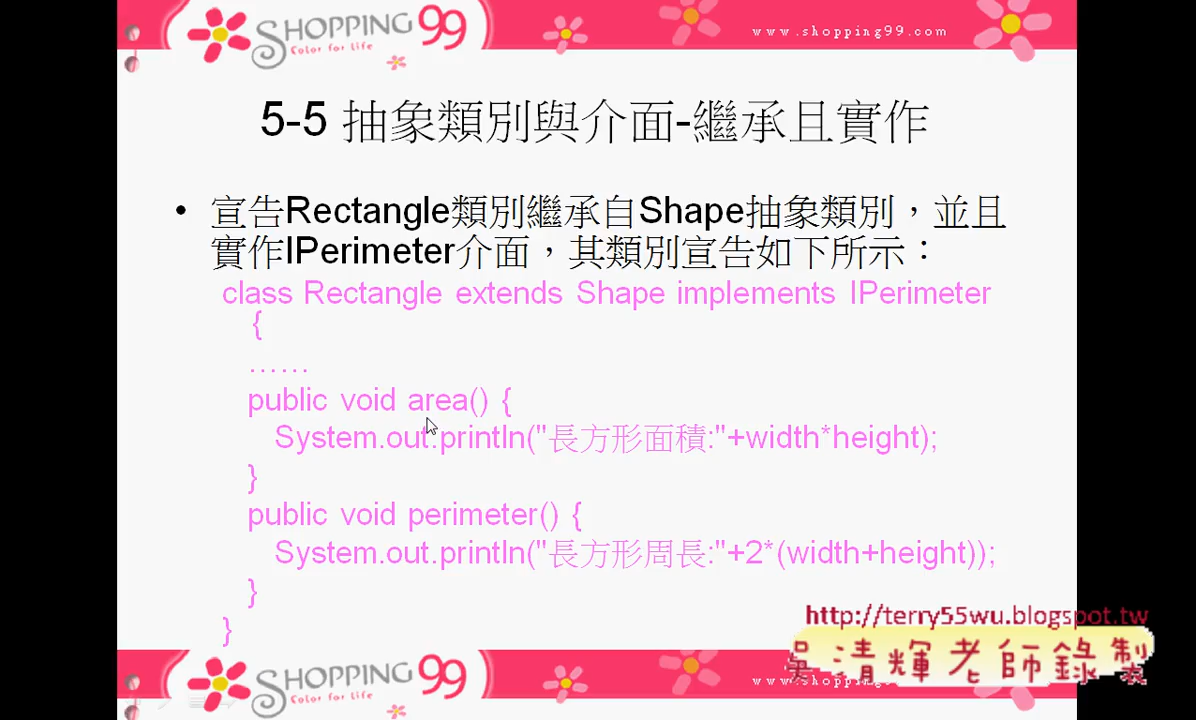 SHOPPING 99
Color for Life
www.shopping99.com
5-5 抽象類別與介面-繼承且實作
• 宣告Rectangle類別繼承自Shape抽象類別，並且
實作IPerimeter介面，其類別宣告如下所示：
class Rectangle extends Shape implements IPerimeter
{
……
public void area() {
System.out.println("長方形面積:"+width*height);
}
public void perimeter() {
System.out.println("長方形周長:"+2*(width+height));
}
}
http://terry55wu.blogspot.tw
吳清輝老師錄製
SHOPPING 99
Color for Life